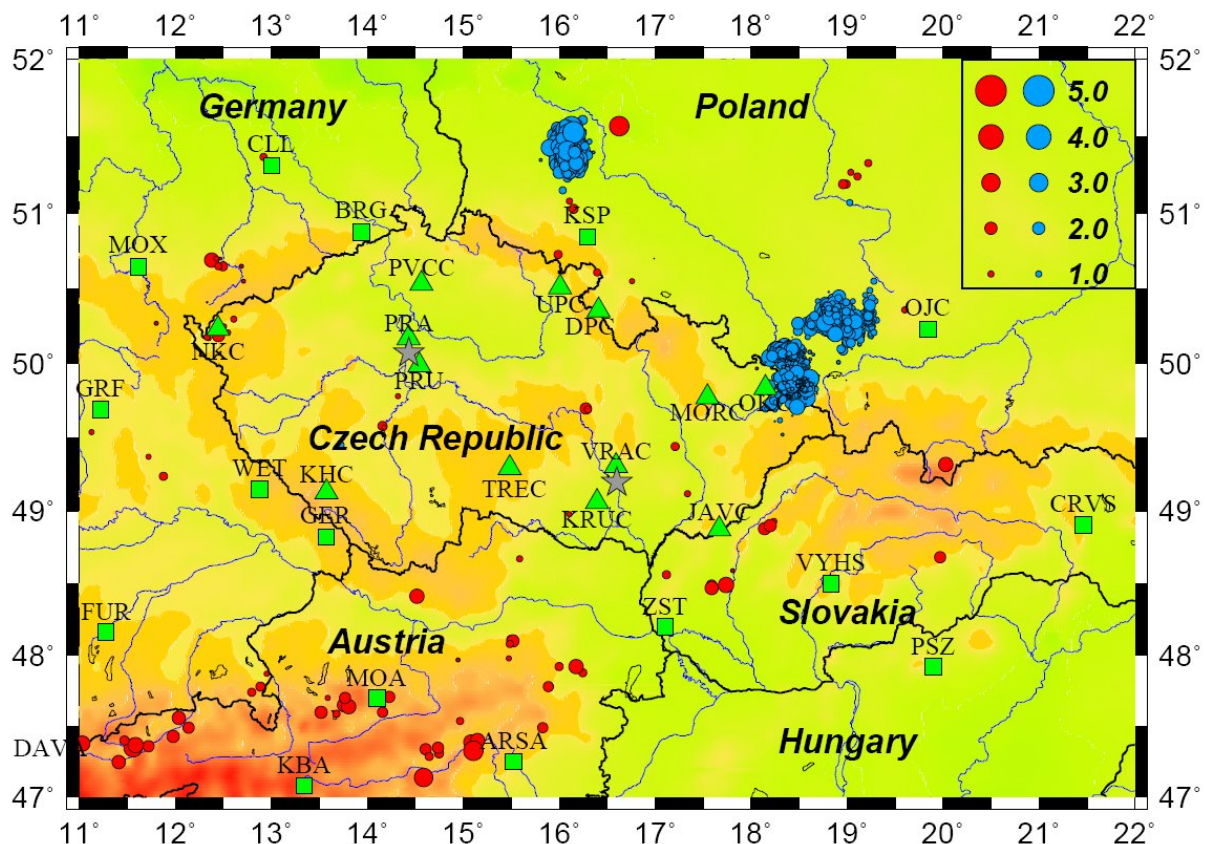 11° 12° 13° 14° 15° 16° 17° 18° 19° 20° 21° 22°
52° 52°
Germany Poland
5.0
4.0
3.0
2.0
1.0
CLL
51° 51°
BRG KSP
MOX
PVCC
UPC
DPC
OJC
PRA
NKC
50° 50°
PRU
GRF
MORC
Czech Republic
VRAC
WET KHC
TREC
49° 49°
GER
KRUC
JAVC
CRVS
VYHS
FUR
ZST
Slovakia
Austria
48° 48°
PSZ
MOA
DAVA
ARSA
Hungary
KBA
47° 47°
11° 12° 13° 14° 15° 16° 17° 18° 19° 20° 21° 22°